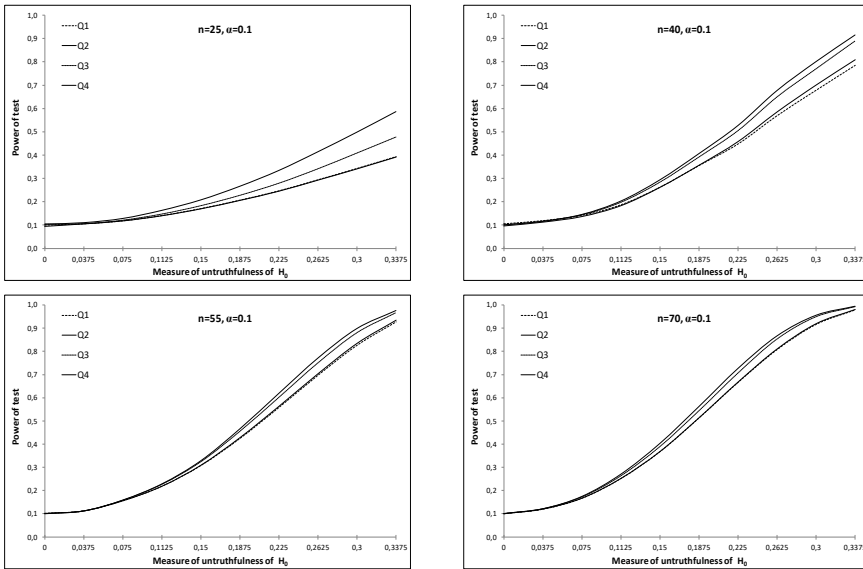 n=25, α=0.1
Q1
Q2
Q3
Q4
Power of test
1,0
0,9
0,8
0,7
0,6
0,5
0,4
0,3
0,2
0,1
0,0
0 0,0375 0,075 0,1125 0,15 0,1875 0,225 0,2625 0,3 0,3375
Measure of untruthfulness of H₀
n=40, α=0.1
Q1
Q2
Q3
Q4
Power of test
1,0
0,9
0,8
0,7
0,6
0,5
0,4
0,3
0,2
0,1
0,0
0 0,0375 0,075 0,1125 0,15 0,1875 0,225 0,2625 0,3 0,3375
Measure of untruthfulness of H₀
n=55, α=0.1
Q1
Q2
Q3
Q4
Power of test
1,0
0,9
0,8
0,7
0,6
0,5
0,4
0,3
0,2
0,1
0,0
0 0,0375 0,075 0,1125 0,15 0,1875 0,225 0,2625 0,3 0,3375
Measure of untruthfulness of H₀
n=70, α=0.1
Q1
Q2
Q3
Q4
Power of test
1,0
0,9
0,8
0,7
0,6
0,5
0,4
0,3
0,2
0,1
0,0
0 0,0375 0,075 0,1125 0,15 0,1875 0,225 0,2625 0,3 0,3375
Measure of untruthfulness of H₀